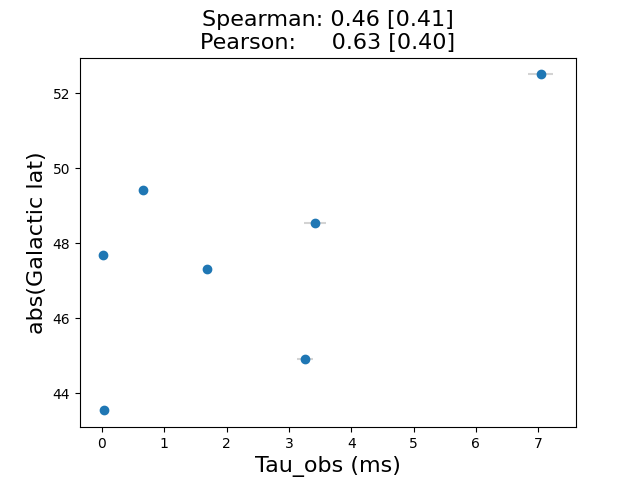 Spearman: 0.46 [0.41]
Pearson: 0.63 [0.40]
52
50
48
46
44
abs(Galactic lat)
0 1 2 3 4 5 6 7
Tau_obs (ms)